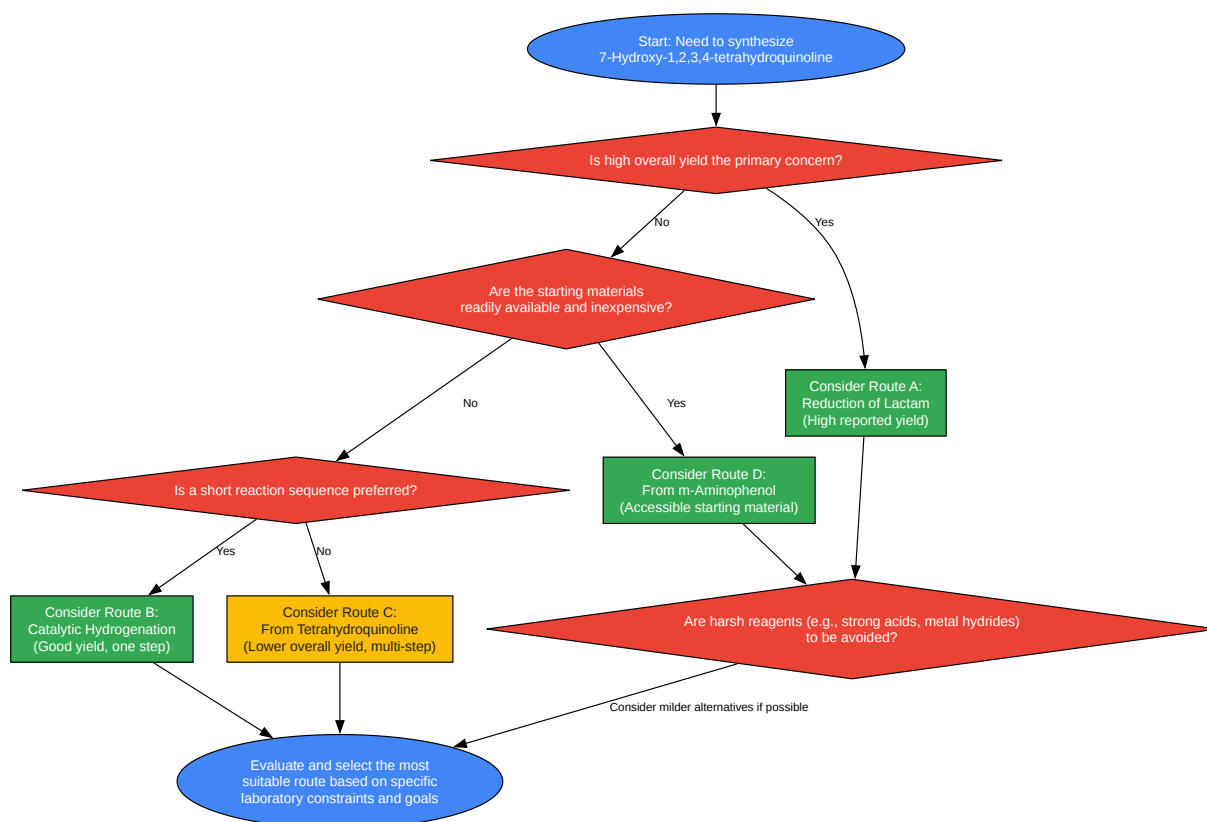 Start: Need to synthesize
7-Hydroxy-1,2,3,4-tetrahydroquinoline
Is high overall yield the primary concern?
No
Yes
Are the starting materials
readily available and inexpensive?
Consider Route A:
Reduction of Lactam
(High reported yield)
No
Yes
Is a short reaction sequence preferred?
Consider Route D:
From m-Aminophenol
(Accessible starting material)
Yes
No
Consider Route B:
Catalytic Hydrogenation
(Good yield, one step)
Consider Route C:
From Tetrahydroquinoline
(Lower overall yield, multi-step)
Are harsh reagents (e.g., strong acids, metal hydrides)
to be avoided?
Consider milder alternatives if possible
Evaluate and select the most
suitable route based on specific
laboratory constraints and goals